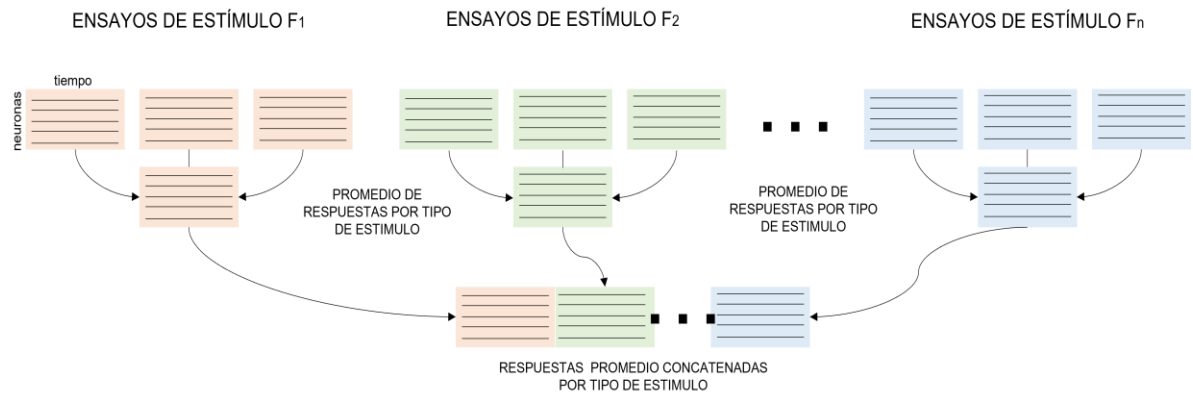 ENSAYOS DE ESTÍMULO F1
ENSAYOS DE ESTÍMULO F2
ENSAYOS DE ESTÍMULO Fn
tiempo
neuronas
PROMEDIO DE
RESPUESTAS POR TIPO
DE ESTIMULO
PROMEDIO DE
RESPUESTAS POR TIPO
DE ESTIMULO
RESPUESTAS PROMEDIO CONCATENADAS
POR TIPO DE ESTIMULO